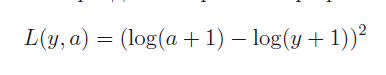 L(y, a) = (log(a + 1) − log(y + 1))²